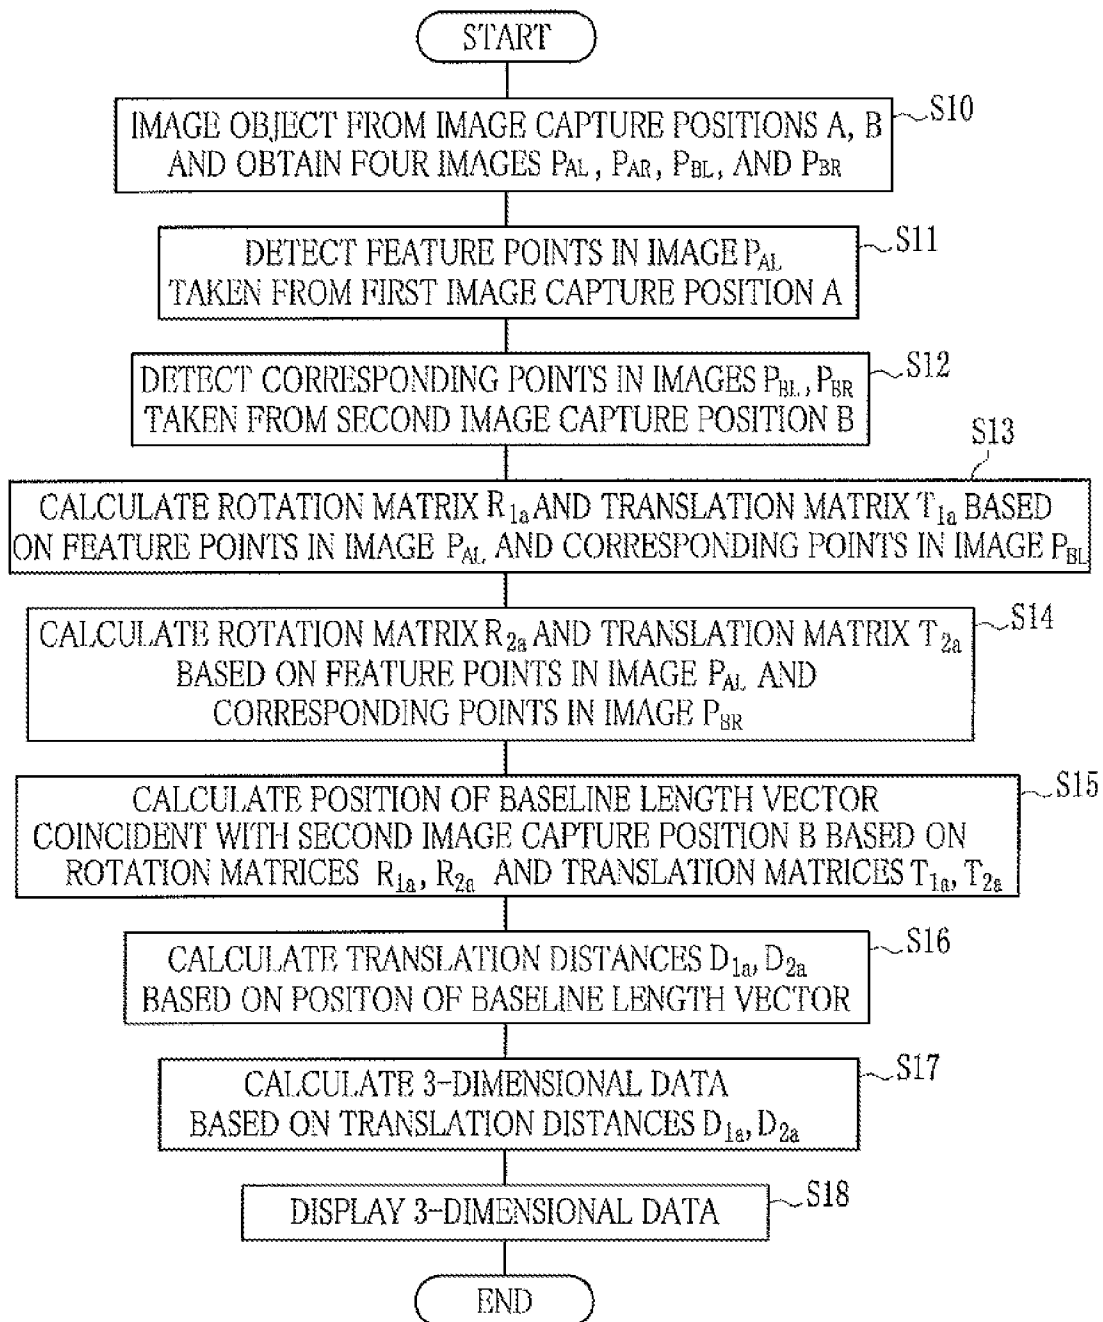 START
S10
IMAGE OBJECT FROM IMAGE CAPTURE POSITIONS A, B
AND OBTAIN FOUR IMAGES PAL, PAR, PBL, AND PBR
S11
DETECT FEATURE POINTS IN IMAGE PAL
TAKEN FROM FIRST IMAGE CAPTURE POSITION A
S12
DETECT CORRESPONDING POINTS IN IMAGES PBL, PBR
TAKEN FROM SECOND IMAGE CAPTURE POSITION B
S13
CALCULATE ROTATION MATRIX R1a AND TRANSLATION MATRIX T1a BASED
ON FEATURE POINTS IN IMAGE PAL AND CORRESPONDING POINTS IN IMAGE PBL
S14
CALCULATE ROTATION MATRIX R2a AND TRANSLATION MATRIX T2a
BASED ON FEATURE POINTS IN IMAGE PAL AND
CORRESPONDING POINTS IN IMAGE PBR
S15
CALCULATE POSITION OF BASELINE LENGTH VECTOR
COINCIDENT WITH SECOND IMAGE CAPTURE POSITION B BASED ON
ROTATION MATRICES R1a, R2a AND TRANSLATION MATRICES T1a, T2a
S16
CALCULATE TRANSLATION DISTANCES D1a, D2a
BASED ON POSITON OF BASELINE LENGTH VECTOR
S17
CALCULATE 3-DIMENSIONAL DATA
BASED ON TRANSLATION DISTANCES D1a, D2a
S18
DISPLAY 3-DIMENSIONAL DATA
END